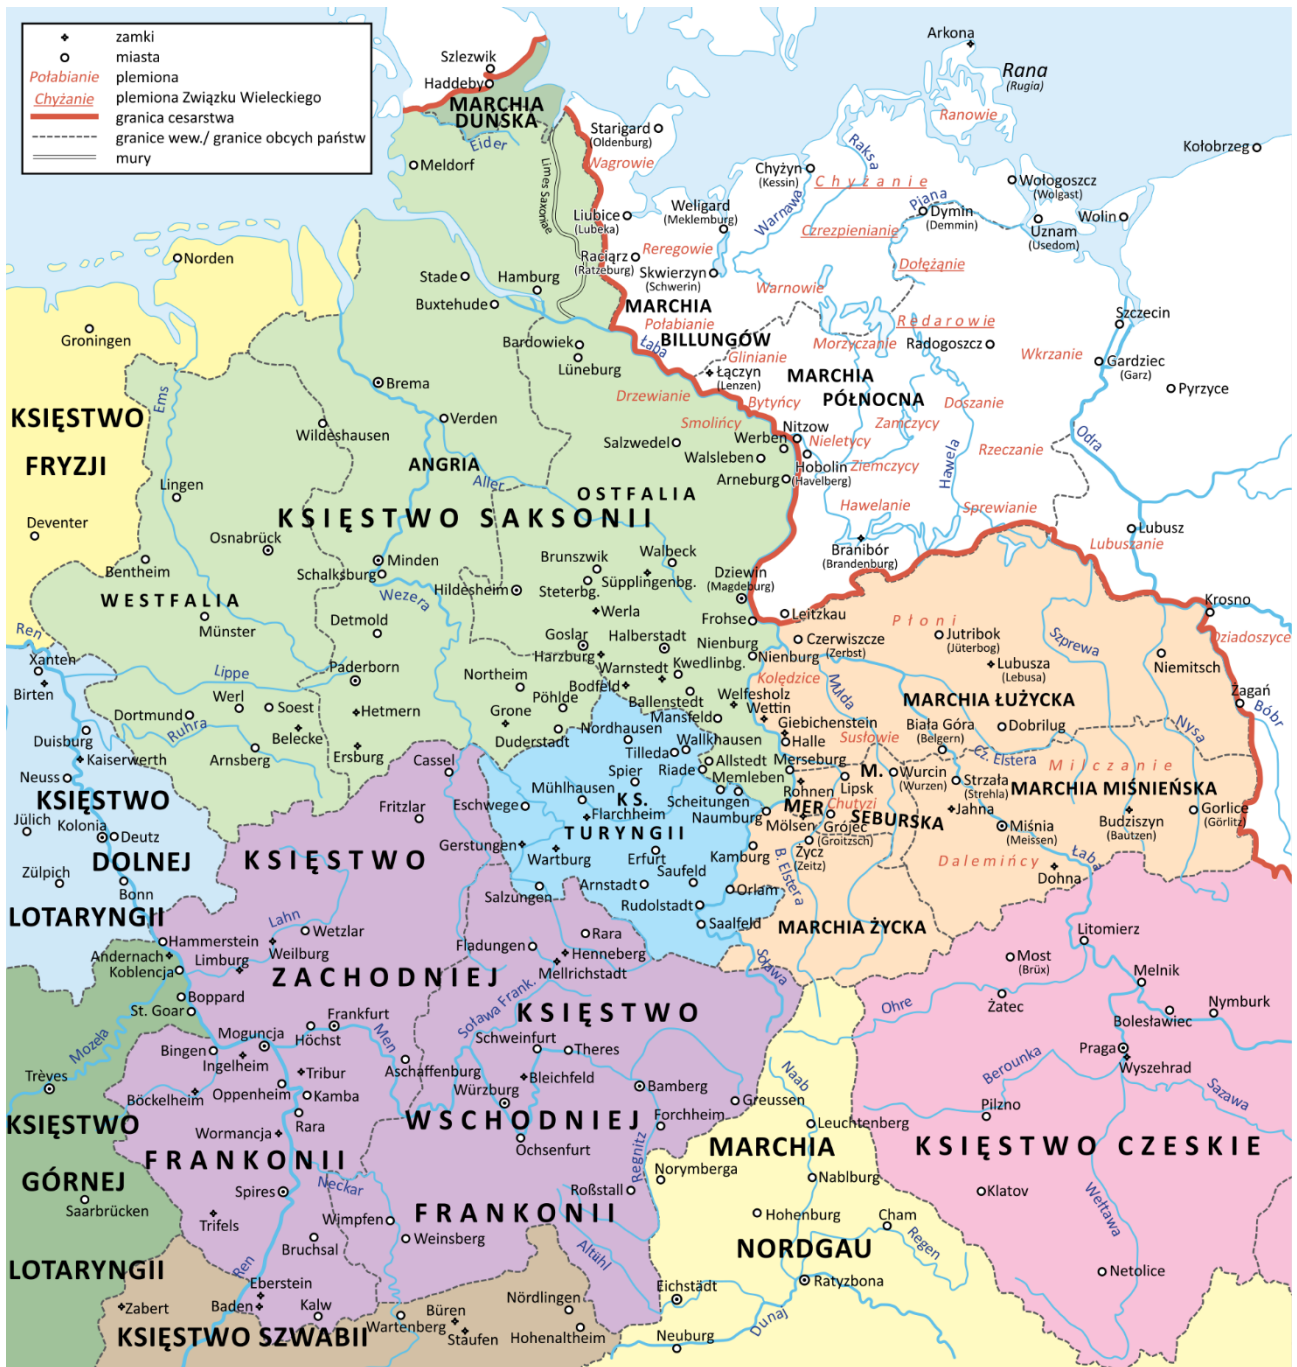 zamki
miasta
Połabianie plemiona
Chyżanie plemiona Związku Wieleckiego
granica cesarstwa
granice wew./ granice obcych państw
mury
Szlezwik
Haddeby
MARCHIA
DUŃSKA
Eider
Meldorf
Limes Saxoniae
Arkona
Rana
(Rugia)
Ranowie
Starigard
(Oldenburg)
Wagrowie
Raksa
Kołobrzeg
Chyżyn
(Kessin)
Chyżanie
Wołogoszcz
(Wolgast)
Weligard
(Meklemburg)
Warnawa
Piana
Dymin
(Demmin)
Wolin
Uznam
(Usedom)
Liubice
(Lubeka)
Czrezpienianie
Reregowie
Raciąrz
(Ratzeburg)
Skwierzyn
(Schwerin)
Dołężanie
Warnowie
Norden
Stade
Hamburg
Buxtehude
MARCHIA
BILLUNGÓW
Połabianie
Łaba
Redarowie
Radogoszcz
Szczecin
Groningen
Bardowiek
Lüneburg
Glinianie
Morzyczanie
Wkrzanie
Gardziec
(Garz)
Pyrzyce
Łączyn
(Lenzen)
MARCHIA
PÓŁNOCNA
Brema
Ems
Drzewianie
Bytyńcy
Doszanie
KSIĘSTWO
FRYZJI
Verden
Wildeshausen
Smolińcy
Zamczycy
Nitzow
Nieletycy
Werben
Salzwedel
Walsleben
Hobolin
(Havelberg)
Ziemczycy
Rzeczanie
Odra
ANGRIA
Aller
Arneburg
Hawela
Lingen
OSTFALIA
KSIĘSTWO SAKSONII
Hawelanie
Sprewianie
Deventer
Osnabrück
Lubusz
Lubuszanie
Branibór
(Brandenburg)
Bentheim
Minden
Schalksburg
Brunszwik
Walbeck
Süpplingenbg.
Steterbg.
Hildesheim
Dziewin
(Magdeburg)
WESTFALIA
Wezera
Werla
Münster
Detmold
Frohse
Leitzkau
Krosno
Płoni
Jutribok
(Jüterbog)
Szprewa
Dziadoszyce
Ren
Goslar
Harzburg
Halberstadt
Nienburg
Nienburg
Czerwiszcze
(Zerbst)
Niemitsch
Xanten
Birten
Lippe
Paderborn
Warnstedt
Kwedlinbg.
Kolędzice
Lubusza
(Lebusa)
Northeim
Bodfeld
Ballenstedt
Welfesholz
Wettin
Mulda
MARCHIA ŁUŻYCKA
Żagań
Bóbr
Werl
Soest
Dortmund
Ruhra
Hetmern
Pöhlde
Grone
Mansfeld
Giebichenstein
Susłowie
Biała Góra
(Belgern)
Dobrilug
Nysa
Duisburg
Belecke
Duderstadt
Nordhausen
Wallkhausen
Halle
Kaiserwerth
Arnsberg
Ersburg
Tilleda
Allstedt
Merseburg
Cz. Elstera
Milczanie
Neuss
Cassel
Spier
Riade
Memleben
Rohnen
M.
MER
SEBURSKA
Lipsk
Wurcin
(Wurzen)
Strzała
(Strehla)
MARCHIA MIŚNIEŃSKA
KSIĘSTWO
DOLNEJ
LOTARYNGII
Mühlhausen
Eschwege
Scheitungen
Naumburg
Chutyzi
Jahna
Gorlice
(Görlitz)
Fritzlar
KS.
TURYNGII
Flarchheim
Mölsen
Grójec
(Groitzsch)
Budziszyn
(Bautzen)
Jülich
Kolonia
Deutz
Miśnia
(Meissen)
Gerstungen
Wartburg
Erfurt
Kamburg
Życz
(Zeitz)
Dalemińcy
Łaba
KSIĘSTWO
ZACHODNIEJ
FRANKONII
Zülpich
Bonn
Saufeld
B. Elstera
Dohna
Salzungen
Arnstadt
Orlam
Rudolstadt
Saalfeld
MARCHIA ŻYCKA
Lahn
Wetzlar
Weilburg
Hammerstein
Andernach
Limburg
Koblencja
Rara
Fladungen
Henneberg
Mellrichstadt
Soława
Litomierz
Most
(Brüx)
Melnik
Boppard
St. Goar
Soława Frank.
KSIĘSTWO
WSCHODNIEJ
FRANKONII
Ohre
Żatec
Nymburk
Bolesławiec
Frankfurt
Moguncja
Höchst
Men
Schweinfurt
Mozela
Bingen
Ingelheim
Tribur
Aschaffenburg
Theres
Praga
Wyszehrad
Trèves
Bleichfeld
Berounka
Böckelheim
Oppenheim
Kamba
Würzburg
Bamberg
Naab
Greussen
Sazawa
Pilzno
Rara
Wormancja
Forchheim
Leuchtenberg
KSIĘSTWO
GÓRNEJ
LOTARYNGII
Ochsenfurt
Regnitz
MARCHIA
NORDGAU
KSIĘSTWO CZESKIE
Norymberga
Nablburg
Neckar
Spires
Roßstall
Klatov
Saarbrücken
Trifels
Wimpfen
Hohenburg
Cham
Wełtawa
Bruchsal
Weinsberg
Altühl
Regen
Ren
Eberstein
Eichstädt
Ratyzbona
Netolice
Zabert
Baden
Kalw
Nördlingen
Büren
Wartenberg
Staufen
Hohenaltheim
Dunaj
KSIĘSTWO SZWABII
Neuburg